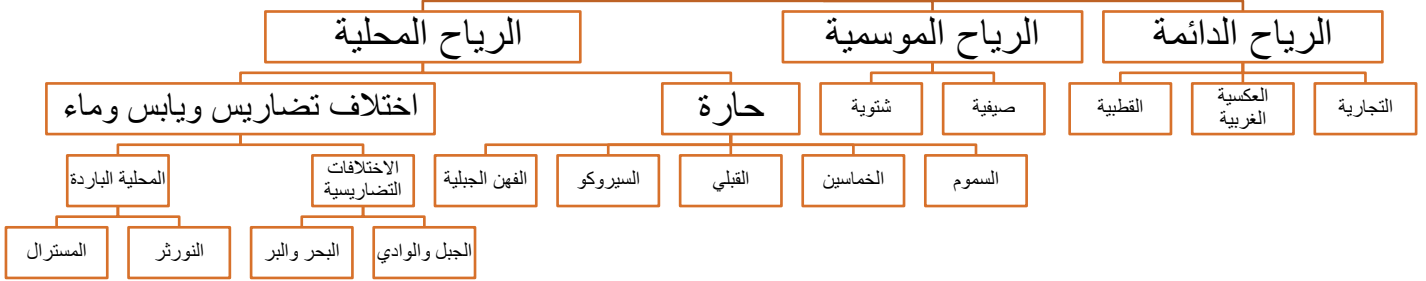 الرياح الدائمة
الرياح الموسمية
الرياح المحلية
التجارية
العكسية
الغربية
القطبية
صيفية
شتوية
حارة
اختلاف تضاريس ويابس وماء
السموم
الخماسين
القبلي
السيروكو
الفهن الجبلية
الاختلافات
التضاريسية
المحلية الباردة
الجبل والوادي
البحر والبر
النورثر
المسترال